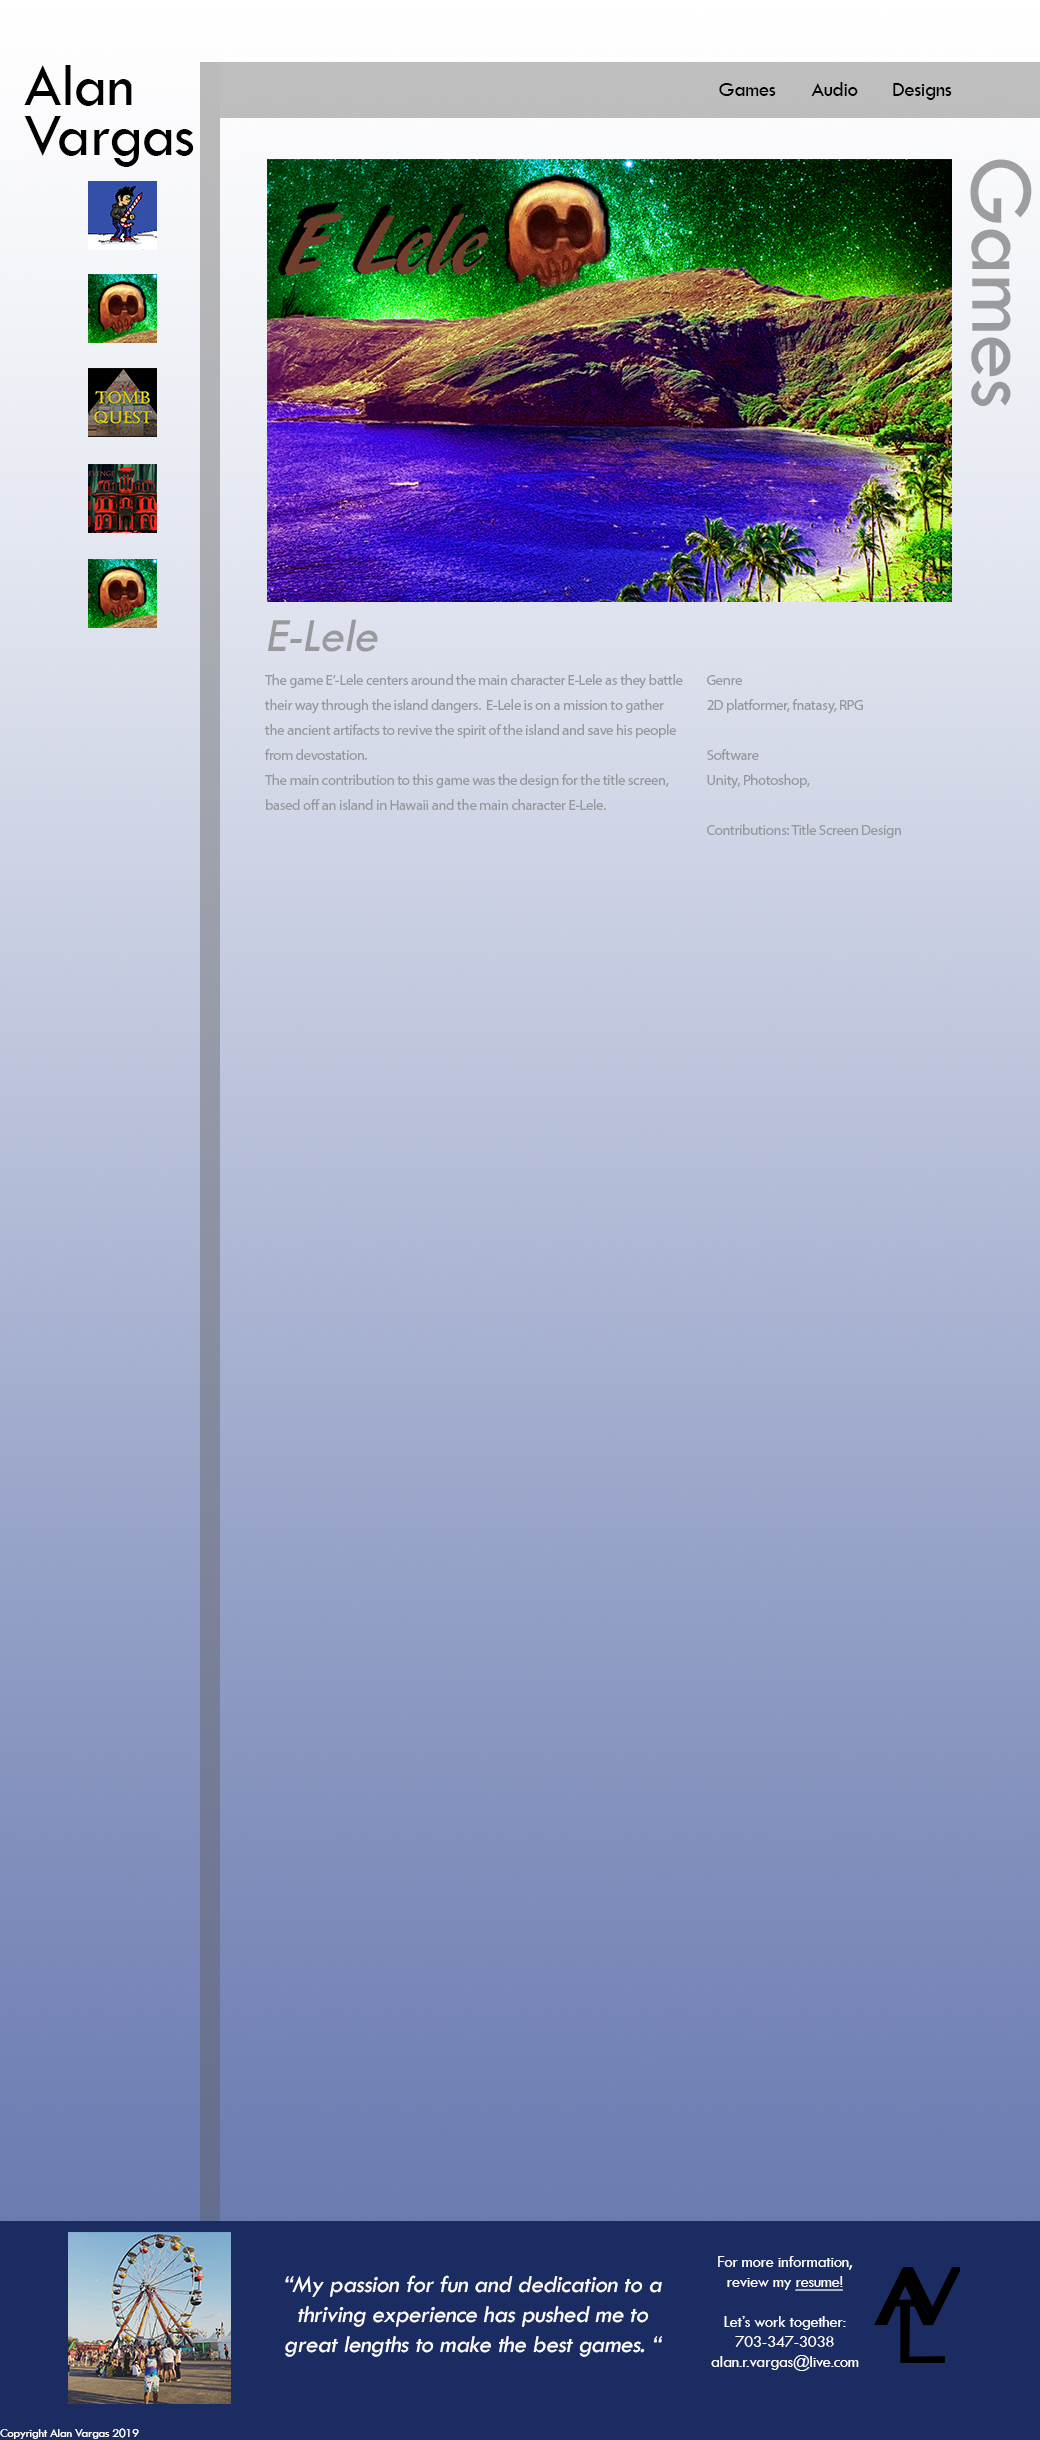 Alan
Vargas
Games Audio Designs
TOMB
QUEST
E Lele
Games
E-Lele
The game E'-Lele centers around the main character E-Lele as they battle
their way through the island dangers. E-Lele is on a mission to gather
the ancient artifacts to revive the spirit of the island and save his people
from devostation.
The main contribution to this game was the design for the title screen,
based off an island in Hawaii and the main character E-Lele.
Genre
2D platformer, fnatasy, RPG
Software
Unity, Photoshop,
Contributions: Title Screen Design
“My passion for fun and dedication to a
thriving experience has pushed me to
great lengths to make the best games. “
For more information,
review my resume!
Let's work together:
703-347-3038
alan.r.vargas@live.com
AVL
Copyright Alan Vargas 2019